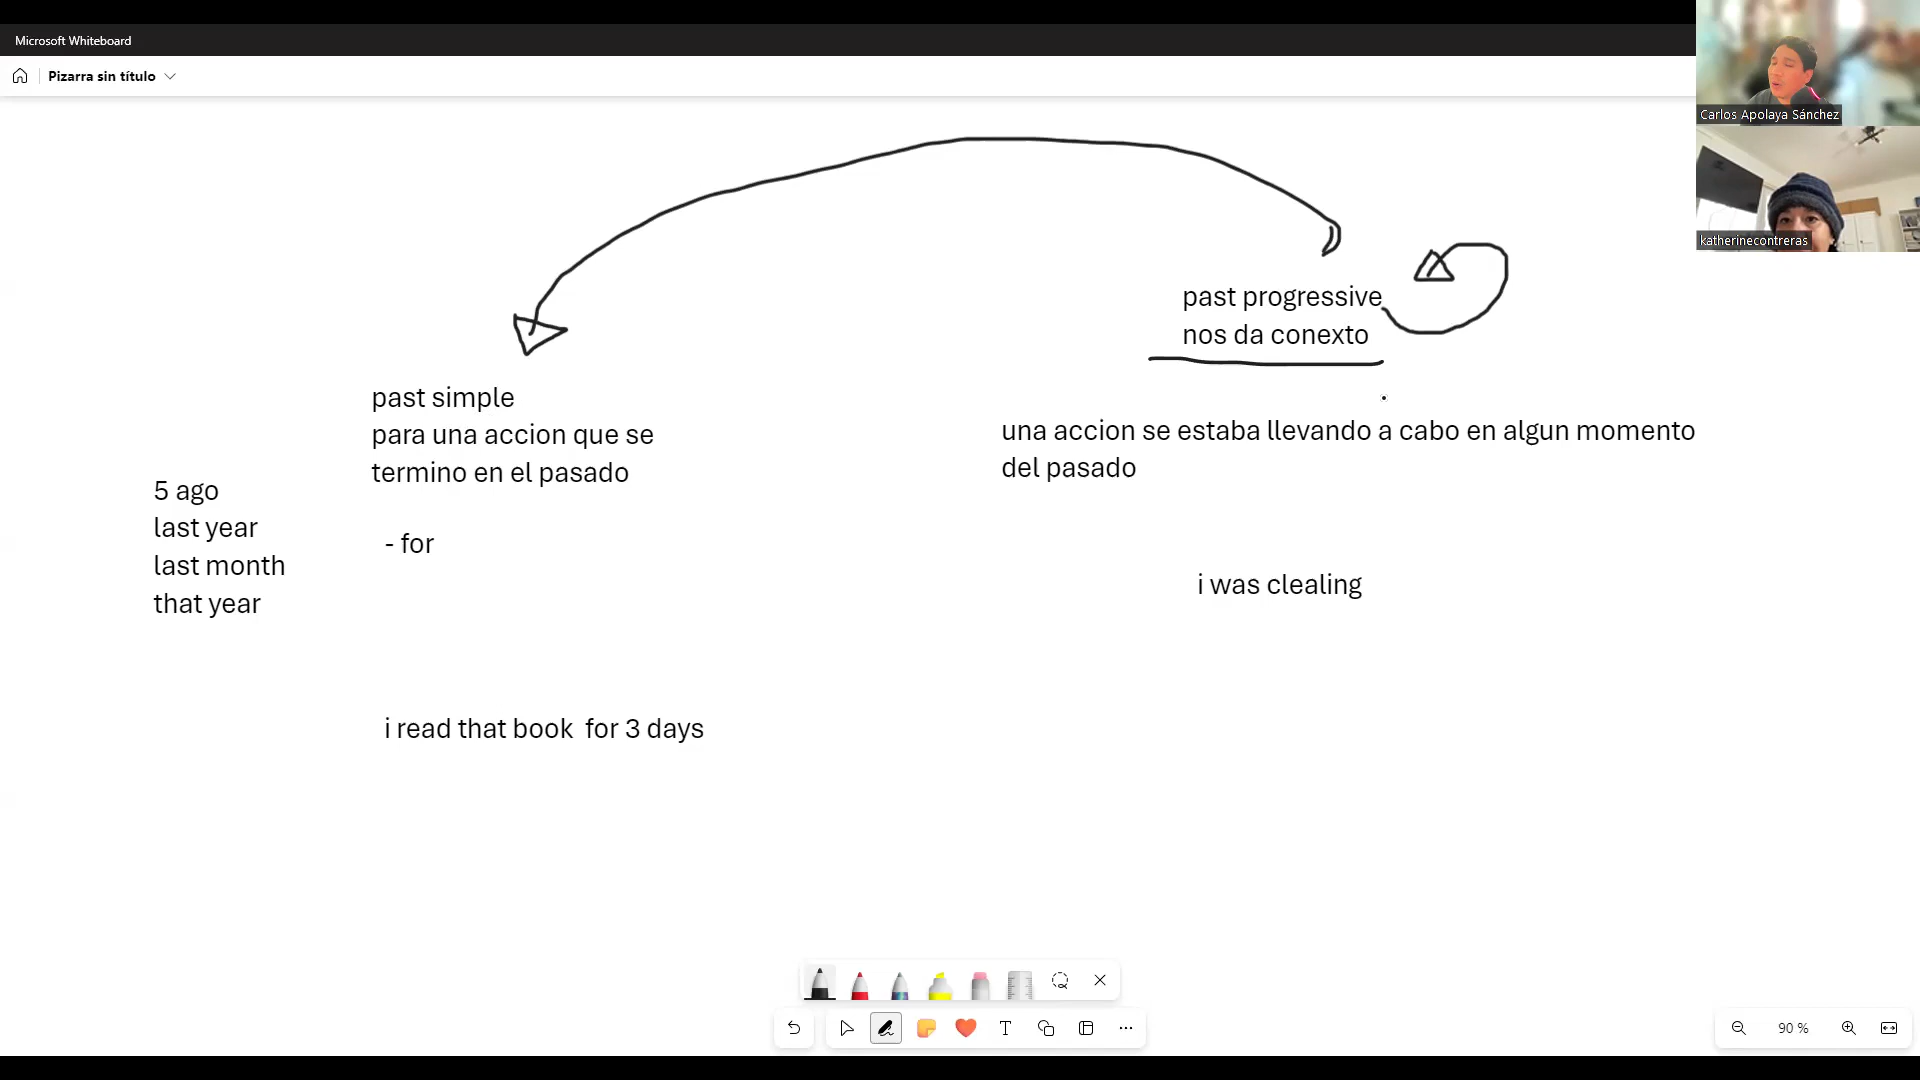 Microsoft Whiteboard
Pizarra sin título
Carlos Apolaya Sánchez
katherinecontreras
past progressive
nos da conexto
past simple
para una accion que se
termino en el pasado
una accion se estaba llevando a cabo en algun momento
del pasado
5 ago
last year
last month
that year
- for
i was clealing
i read that book  for 3 days
90 %